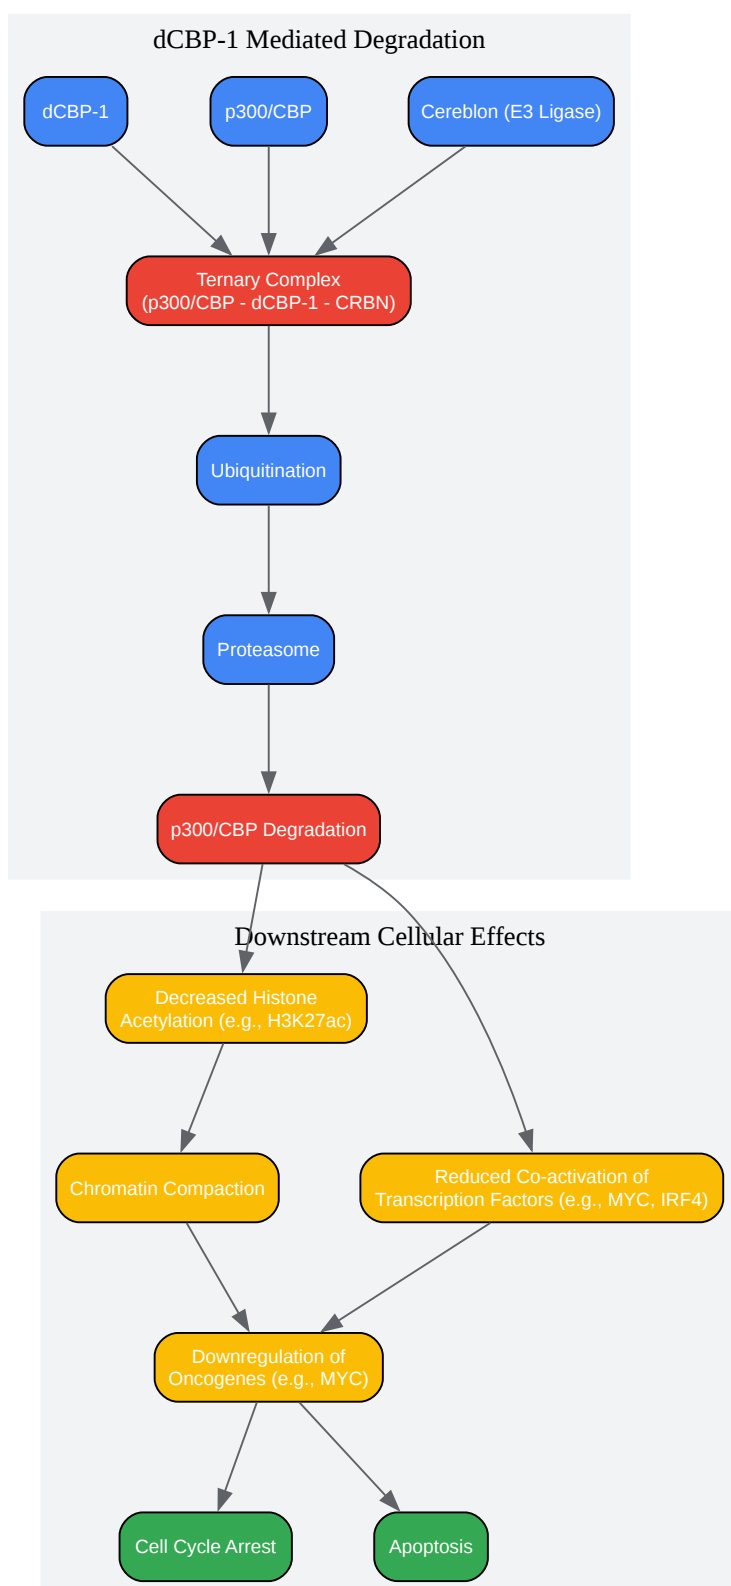 dCBP-1 Mediated Degradation
dCBP-1
p300/CBP
Cereblon (E3 Ligase)
Ternary Complex
(p300/CBP - dCBP-1 - CRBN)
Ubiquitination
Proteasome
p300/CBP Degradation
Downstream Cellular Effects
Decreased Histone
Acetylation (e.g., H3K27ac)
Chromatin Compaction
Reduced Co-activation of
Transcription Factors (e.g., MYC, IRF4)
Downregulation of
Oncogenes (e.g., MYC)
Cell Cycle Arrest
Apoptosis